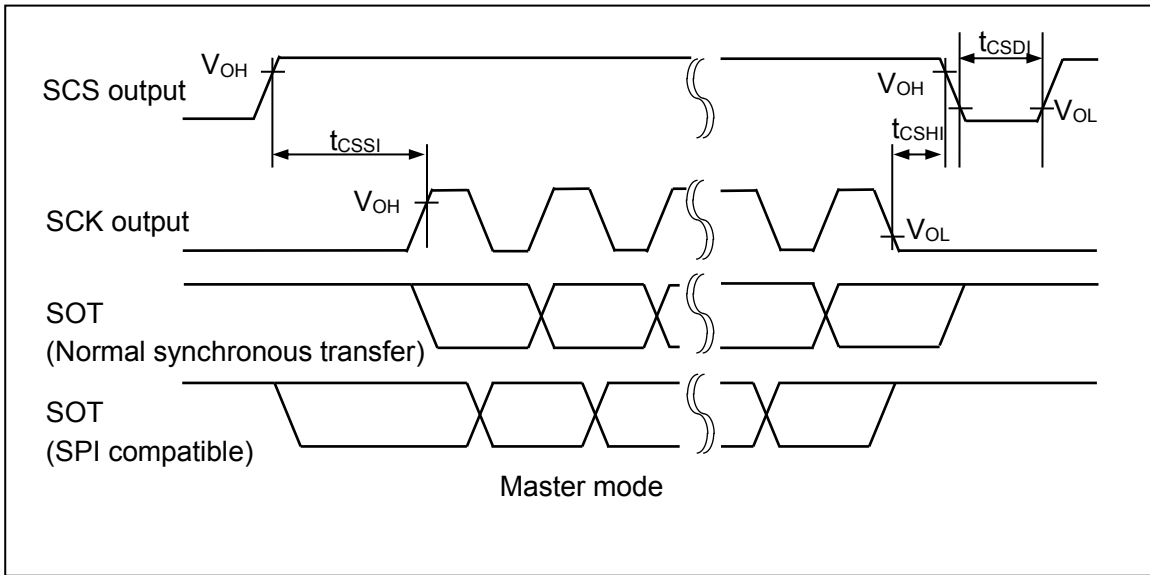 tCSDI
VOH
VOH
SCS output
VOL
tCSSI
tCSHI
VOH
SCK output
VOL
SOT
(Normal synchronous transfer)
SOT
(SPI compatible)
Master mode